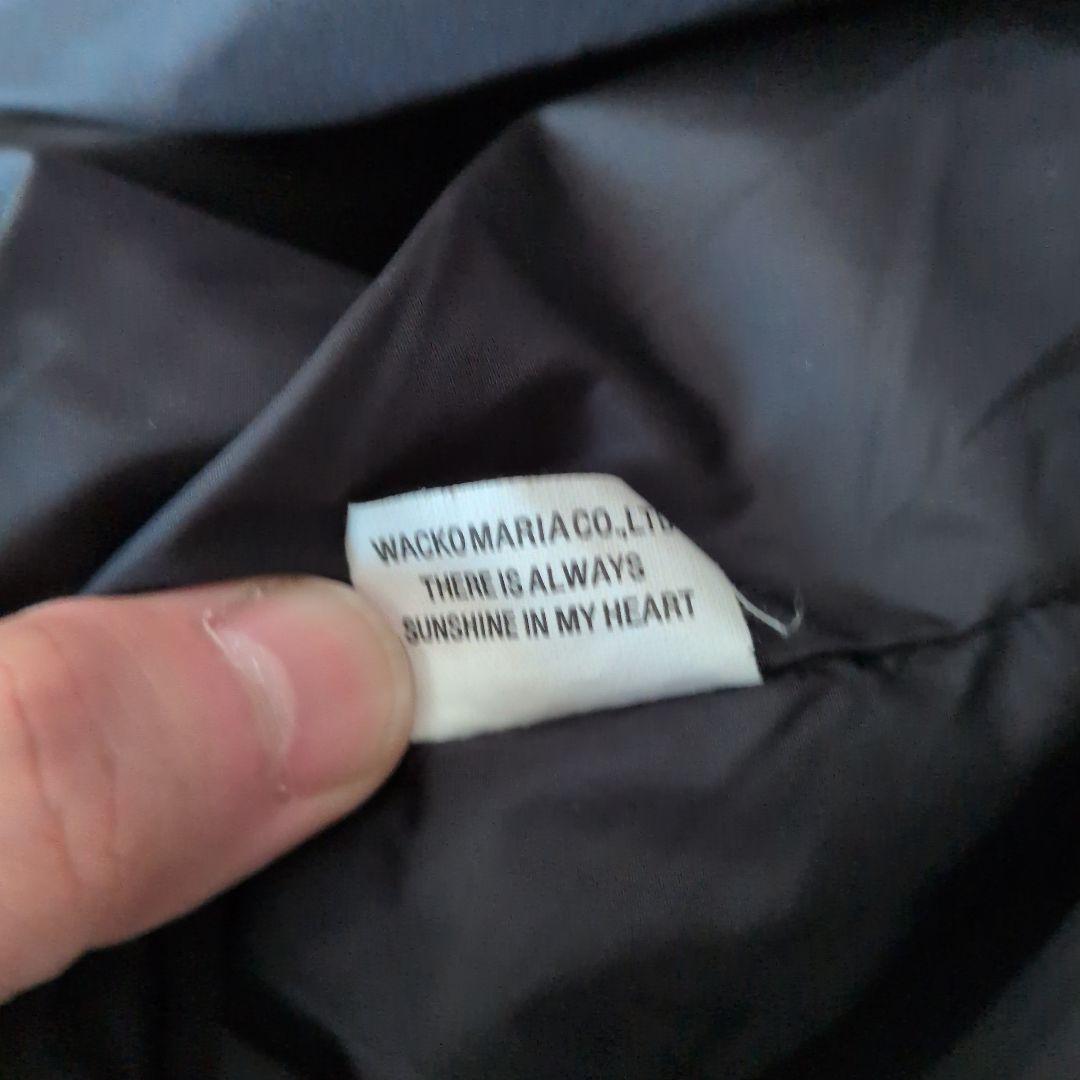 WACKO MARIA CO.,LTD.
THERE IS ALWAYS
SUNSHINE IN MY HEART